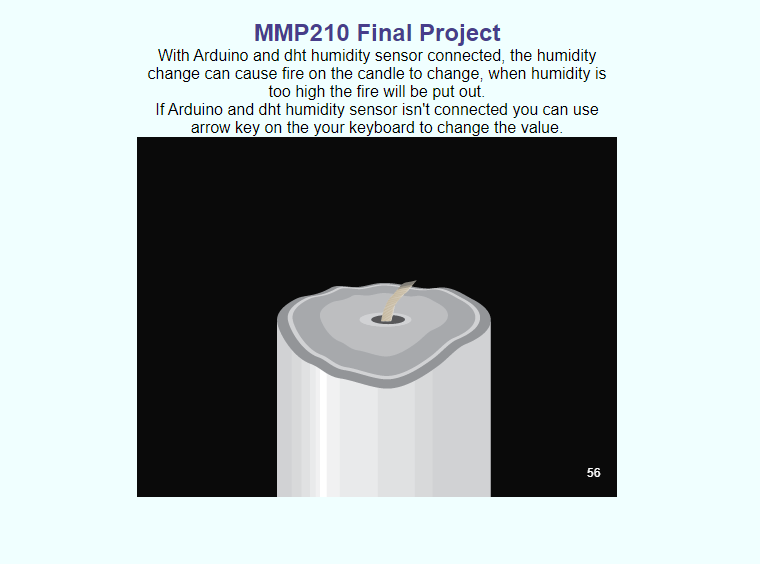 MMP210 Final Project
With Arduino and dht humidity sensor connected, the humidity
change can cause fire on the candle to change, when humidity is
too high the fire will be put out.
If Arduino and dht humidity sensor isn't connected you can use
arrow key on the your keyboard to change the value.
56